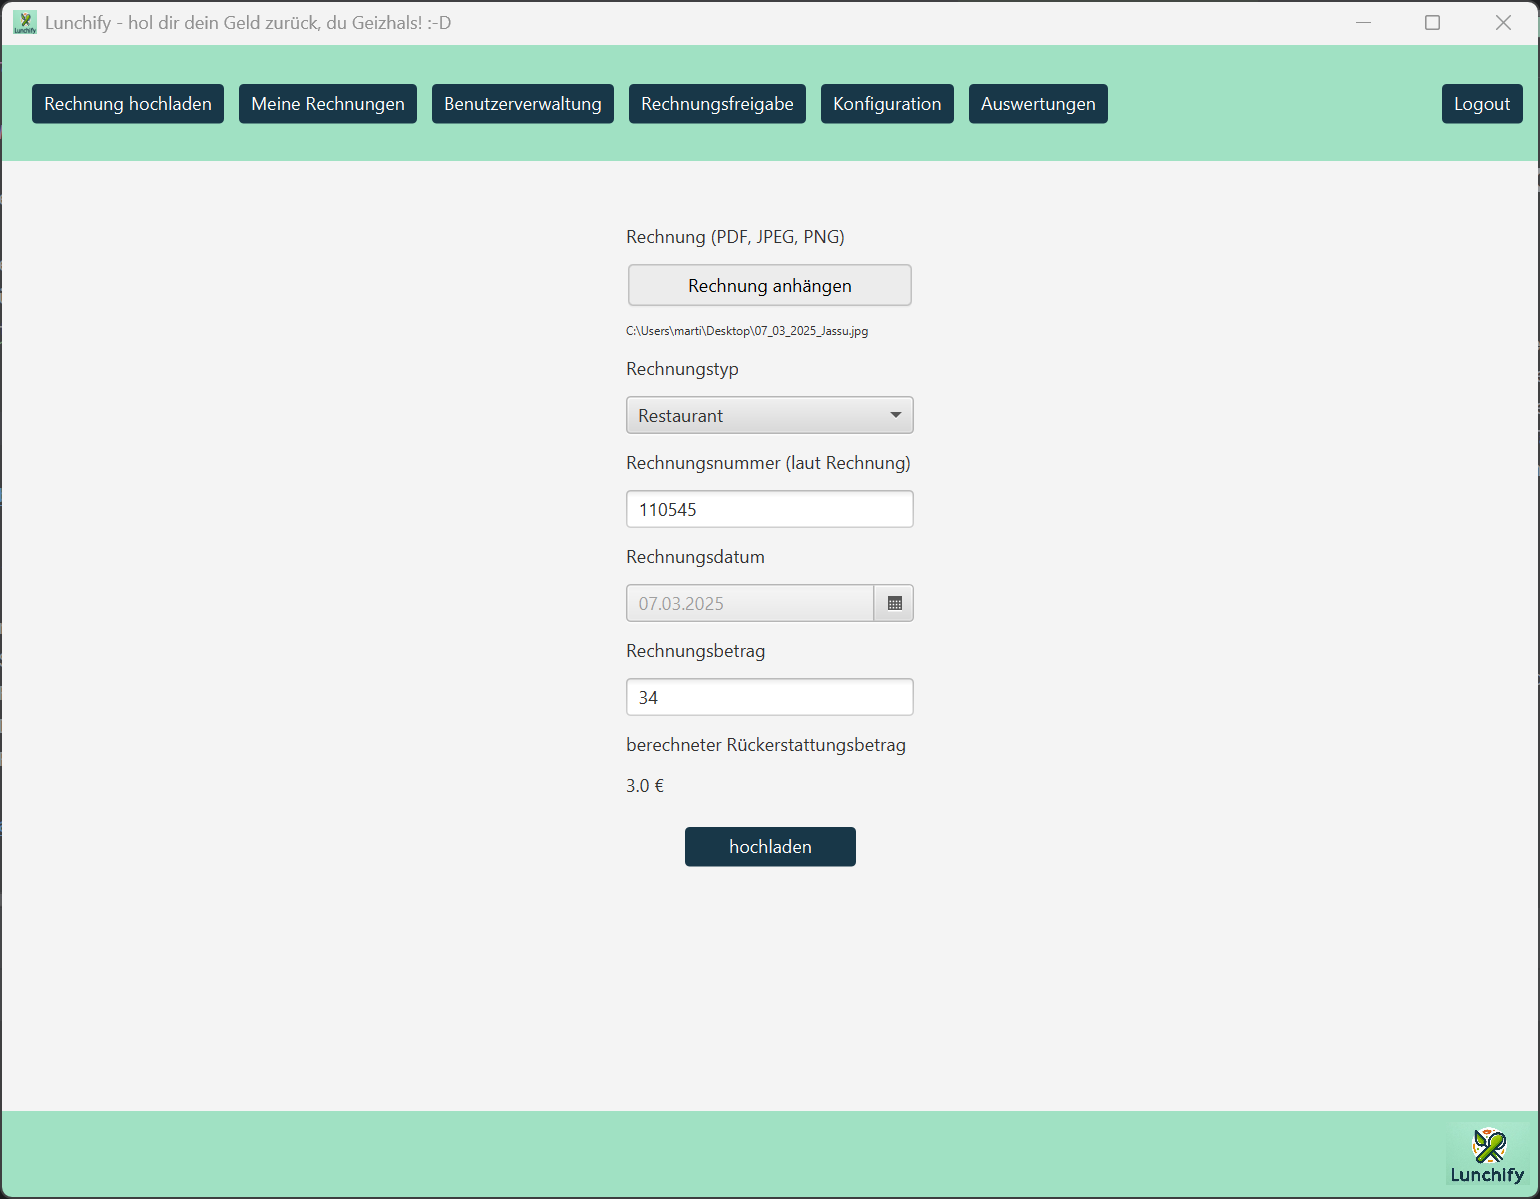 Lunchify - hol dir dein Geld zurück, du Geizhals! :-D
Rechnung hochladen Meine Rechnungen Benutzerverwaltung Rechnungsfreigabe Konfiguration Auswertungen Logout
Rechnung (PDF, JPEG, PNG)
Rechnung anhängen
C:\Users\marti\Desktop\07_03_2025_Jassu.jpg
Rechnungstyp
Restaurant
Rechnungsnummer (laut Rechnung)
110545
Rechnungsdatum
07.03.2025
Rechnungsbetrag
34
berechneter Rückerstattungsbetrag
3.0 €
hochladen
Lunchify